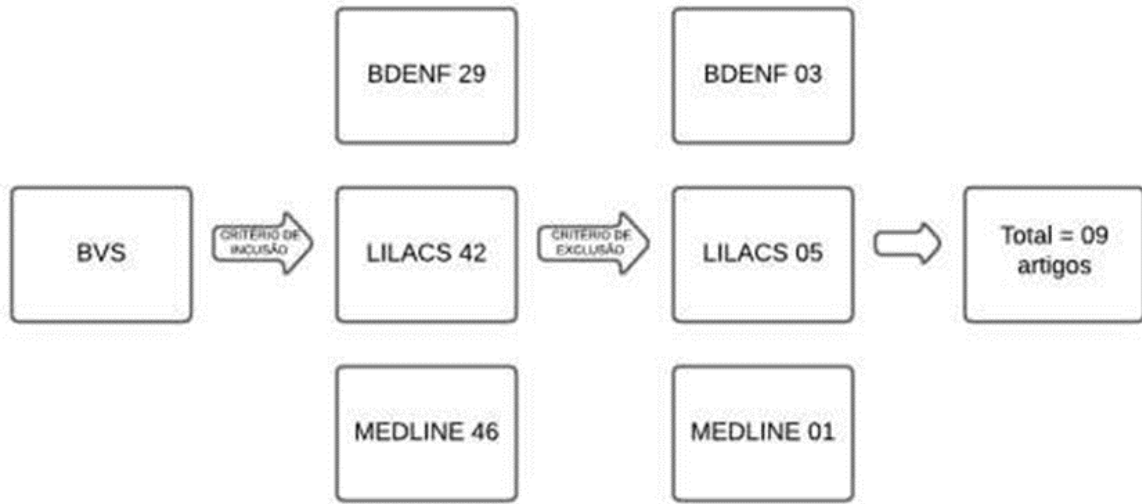 BDENF 29
BDENF 03
BVS
CRITÉRIO DE
INCLUSÃO
LILACS 42
CRITÉRIO DE
EXCLUSÃO
LILACS 05
Total = 09
artigos
MEDLINE 46
MEDLINE 01